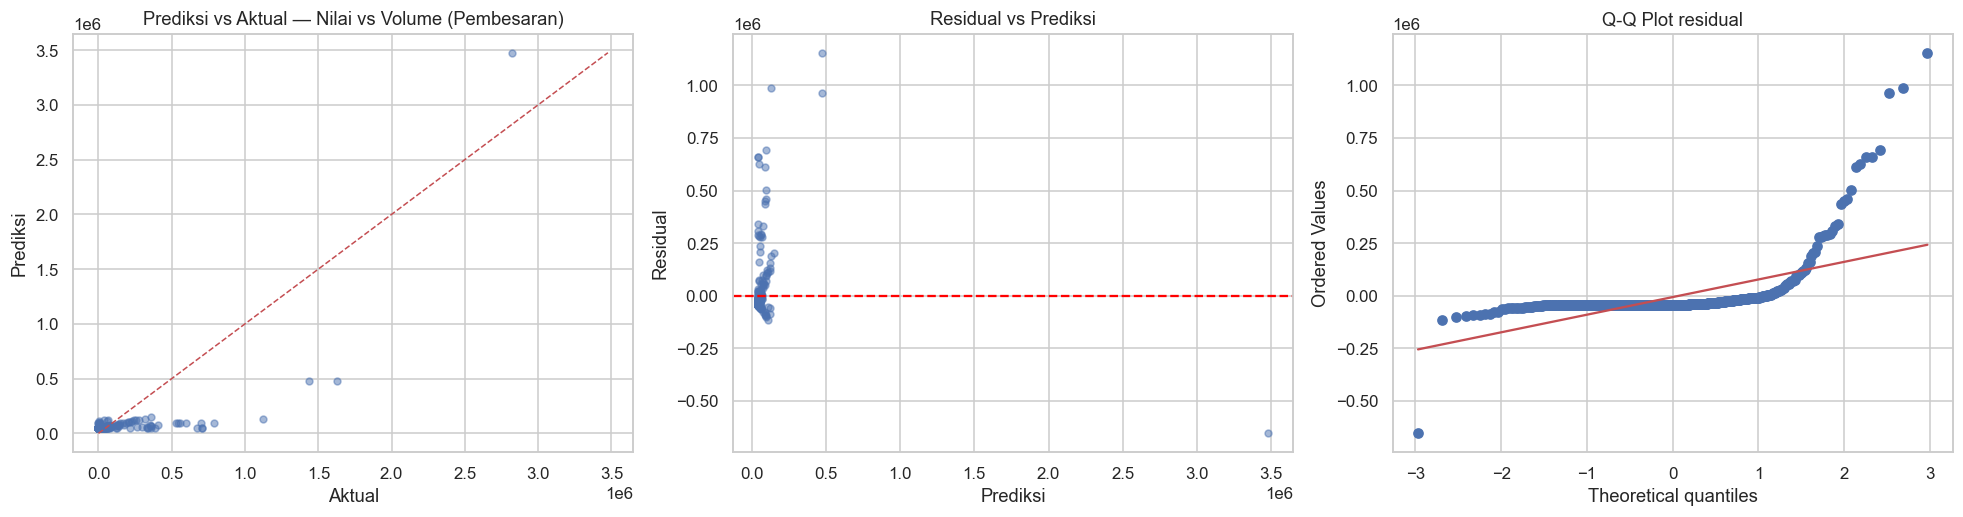 Prediksi vs Aktual — Nilai vs Volume (Pembesaran)
1e6
3.5
3.0
2.5
2.0
1.5
1.0
0.5
0.0
Prediksi
0.0 0.5 1.0 1.5 2.0 2.5 3.0 3.5
1e6
Aktual
Residual vs Prediksi
1e6
1.00
0.75
0.50
0.25
0.00
−0.25
−0.50
Residual
0.0 0.5 1.0 1.5 2.0 2.5 3.0 3.5
1e6
Prediksi
Q-Q Plot residual
1e6
1.00
0.75
0.50
0.25
0.00
−0.25
−0.50
Ordered Values
−3 −2 −1 0 1 2 3
Theoretical quantiles